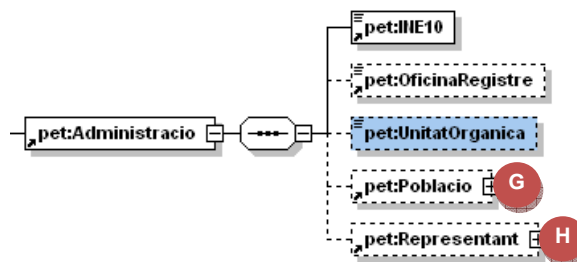 pet:INE10
pet:OficinaRegistre
pet:Administracio
pet:UnitatOrganica
pet:Poblacio G
pet:Representant H